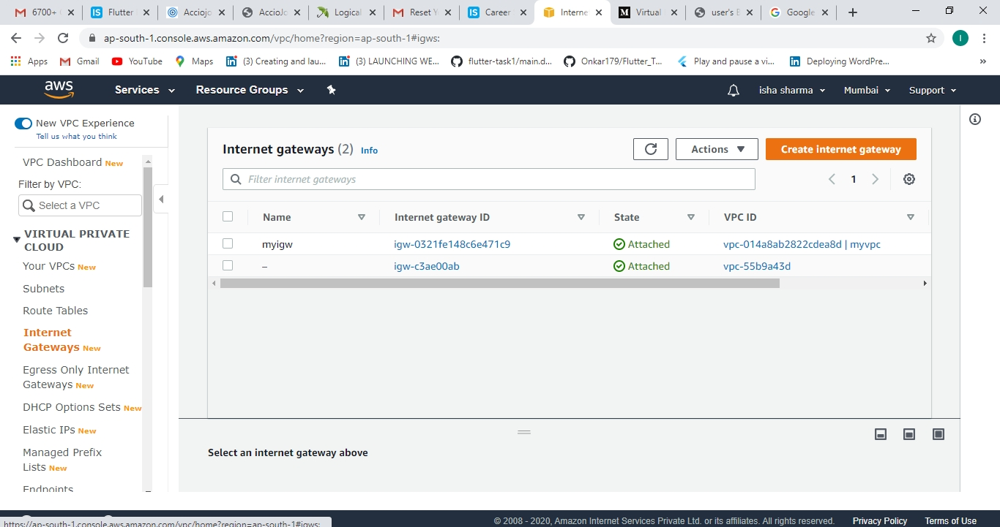 6700+ Flutter Acciojo AccioJo Logical Reset Y Career Interne Virtual user's E Google
ap-south-1.console.aws.amazon.com/vpc/home?region=ap-south-1#igws:
I
Apps Gmail YouTube Maps (3) Creating and lau... (3) LAUNCHING WE... flutter-task1/main.d... Onkar179/Flutter_T... Play and pause a vi... Deploying WordPre... »
aws Services Resource Groups isha sharma Mumbai Support
New VPC Experience
Tell us what you think
VPC Dashboard New
Filter by VPC:
Select a VPC
VIRTUAL PRIVATE
CLOUD
Your VPCs New
Subnets
Route Tables
Internet
Gateways New
Egress Only Internet
Gateways New
DHCP Options Sets New
Elastic IPs New
Managed Prefix
Lists New
Endpoints
Internet gateways (2) Info
Actions
Create internet gateway
Filter internet gateways
1
Name Internet gateway ID State VPC ID
myigw igw-0321fe148c6e471c9 Attached vpc-014a8ab2822cdea8d | myvpc
– igw-c3ae00ab Attached vpc-55b9a43d
Select an internet gateway above
https://ap-south-1.console.aws.amazon.com/vpc/home?region=ap-south-1#igws:
© 2008 - 2020, Amazon Internet Services Private Ltd. or its affiliates. All rights reserved. Privacy Policy Terms of Use